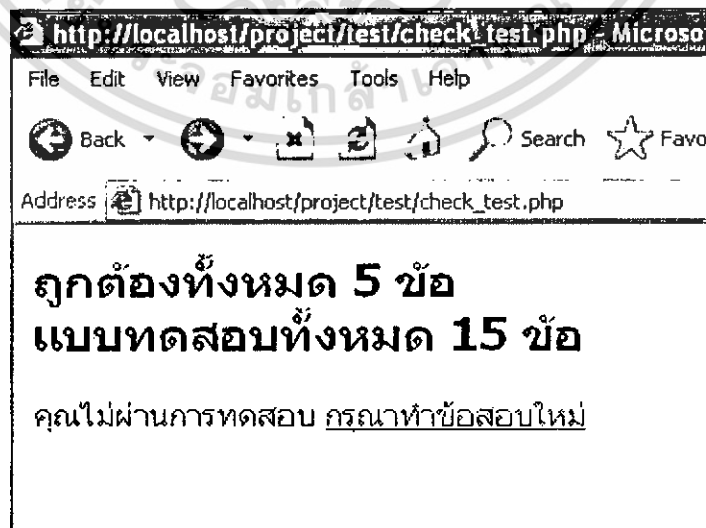 http://localhost/project/test/check_test.php - Microso
File Edit View Favorites Tools Help
Back Search Favo
Address http://localhost/project/test/check_test.php
ถูกต้องทั้งหมด 5 ข้อ
แบบทดสอบทั้งหมด 15 ข้อ
คุณไม่ผ่านการทดสอบ กรุณาทำข้อสอบใหม่